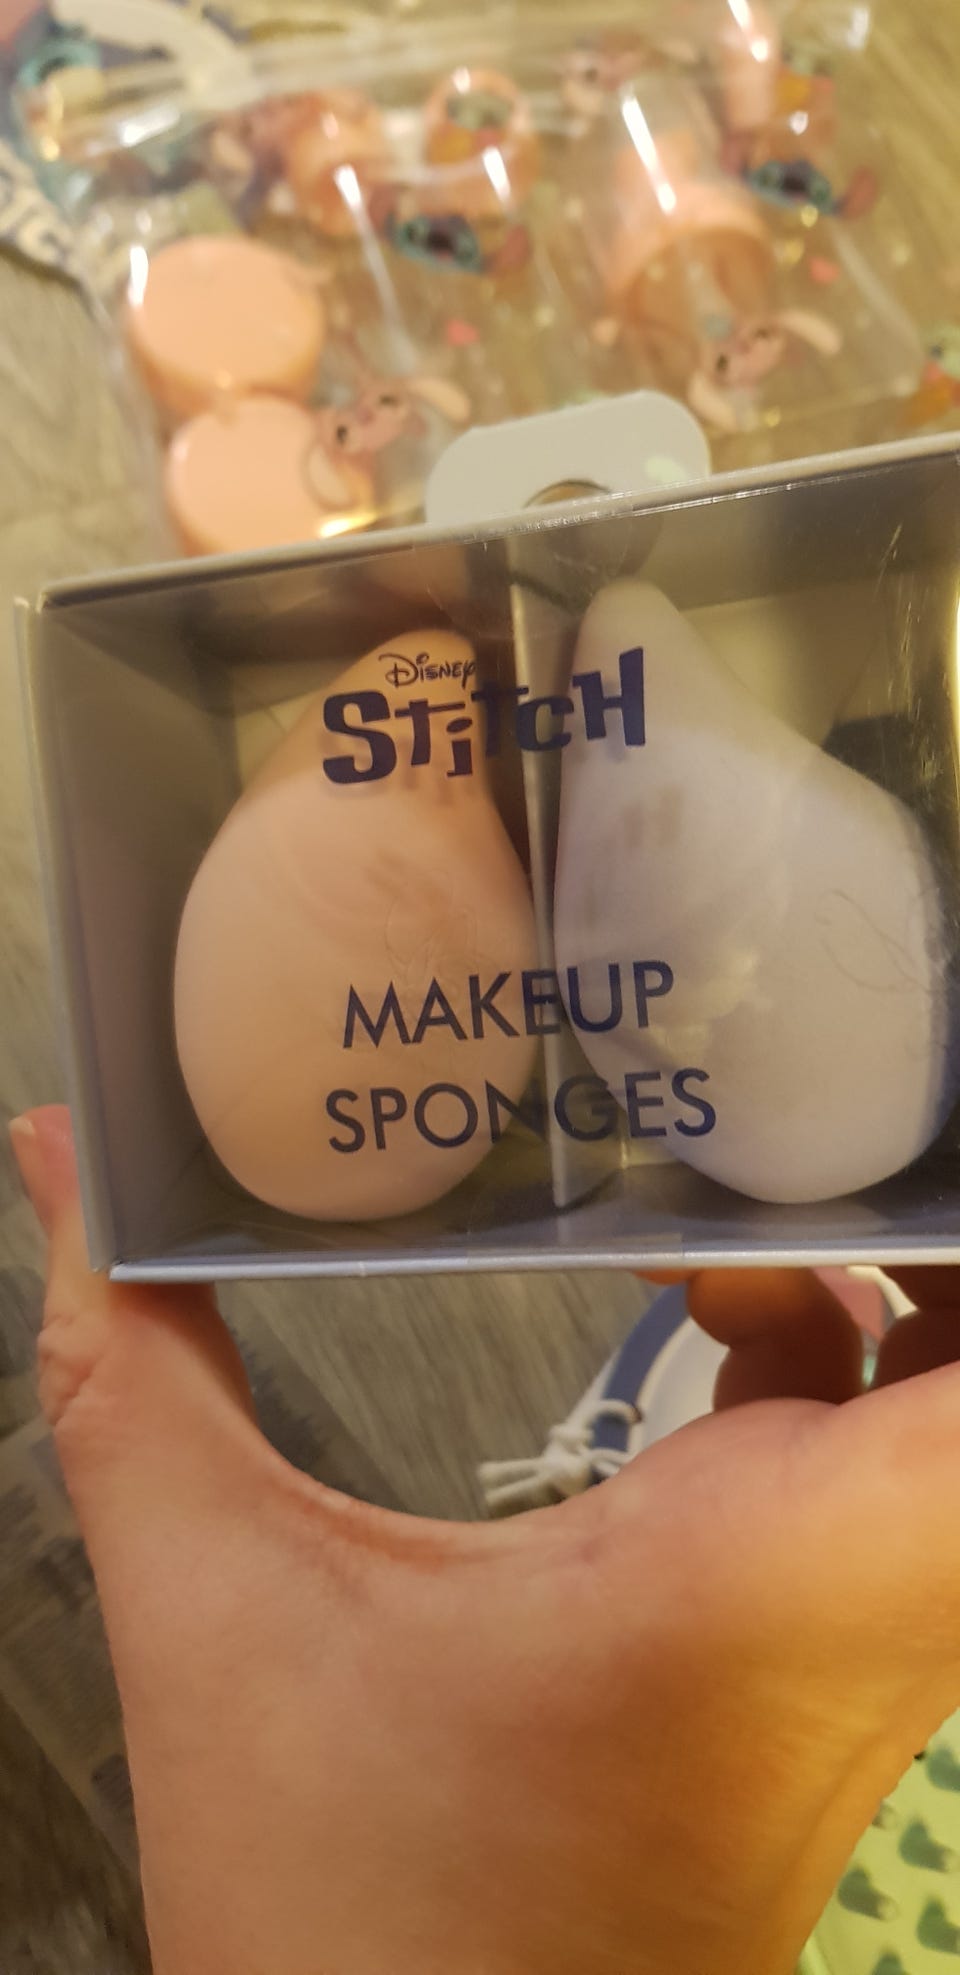 Disney
Stitch
MAKEUP
SPONGES